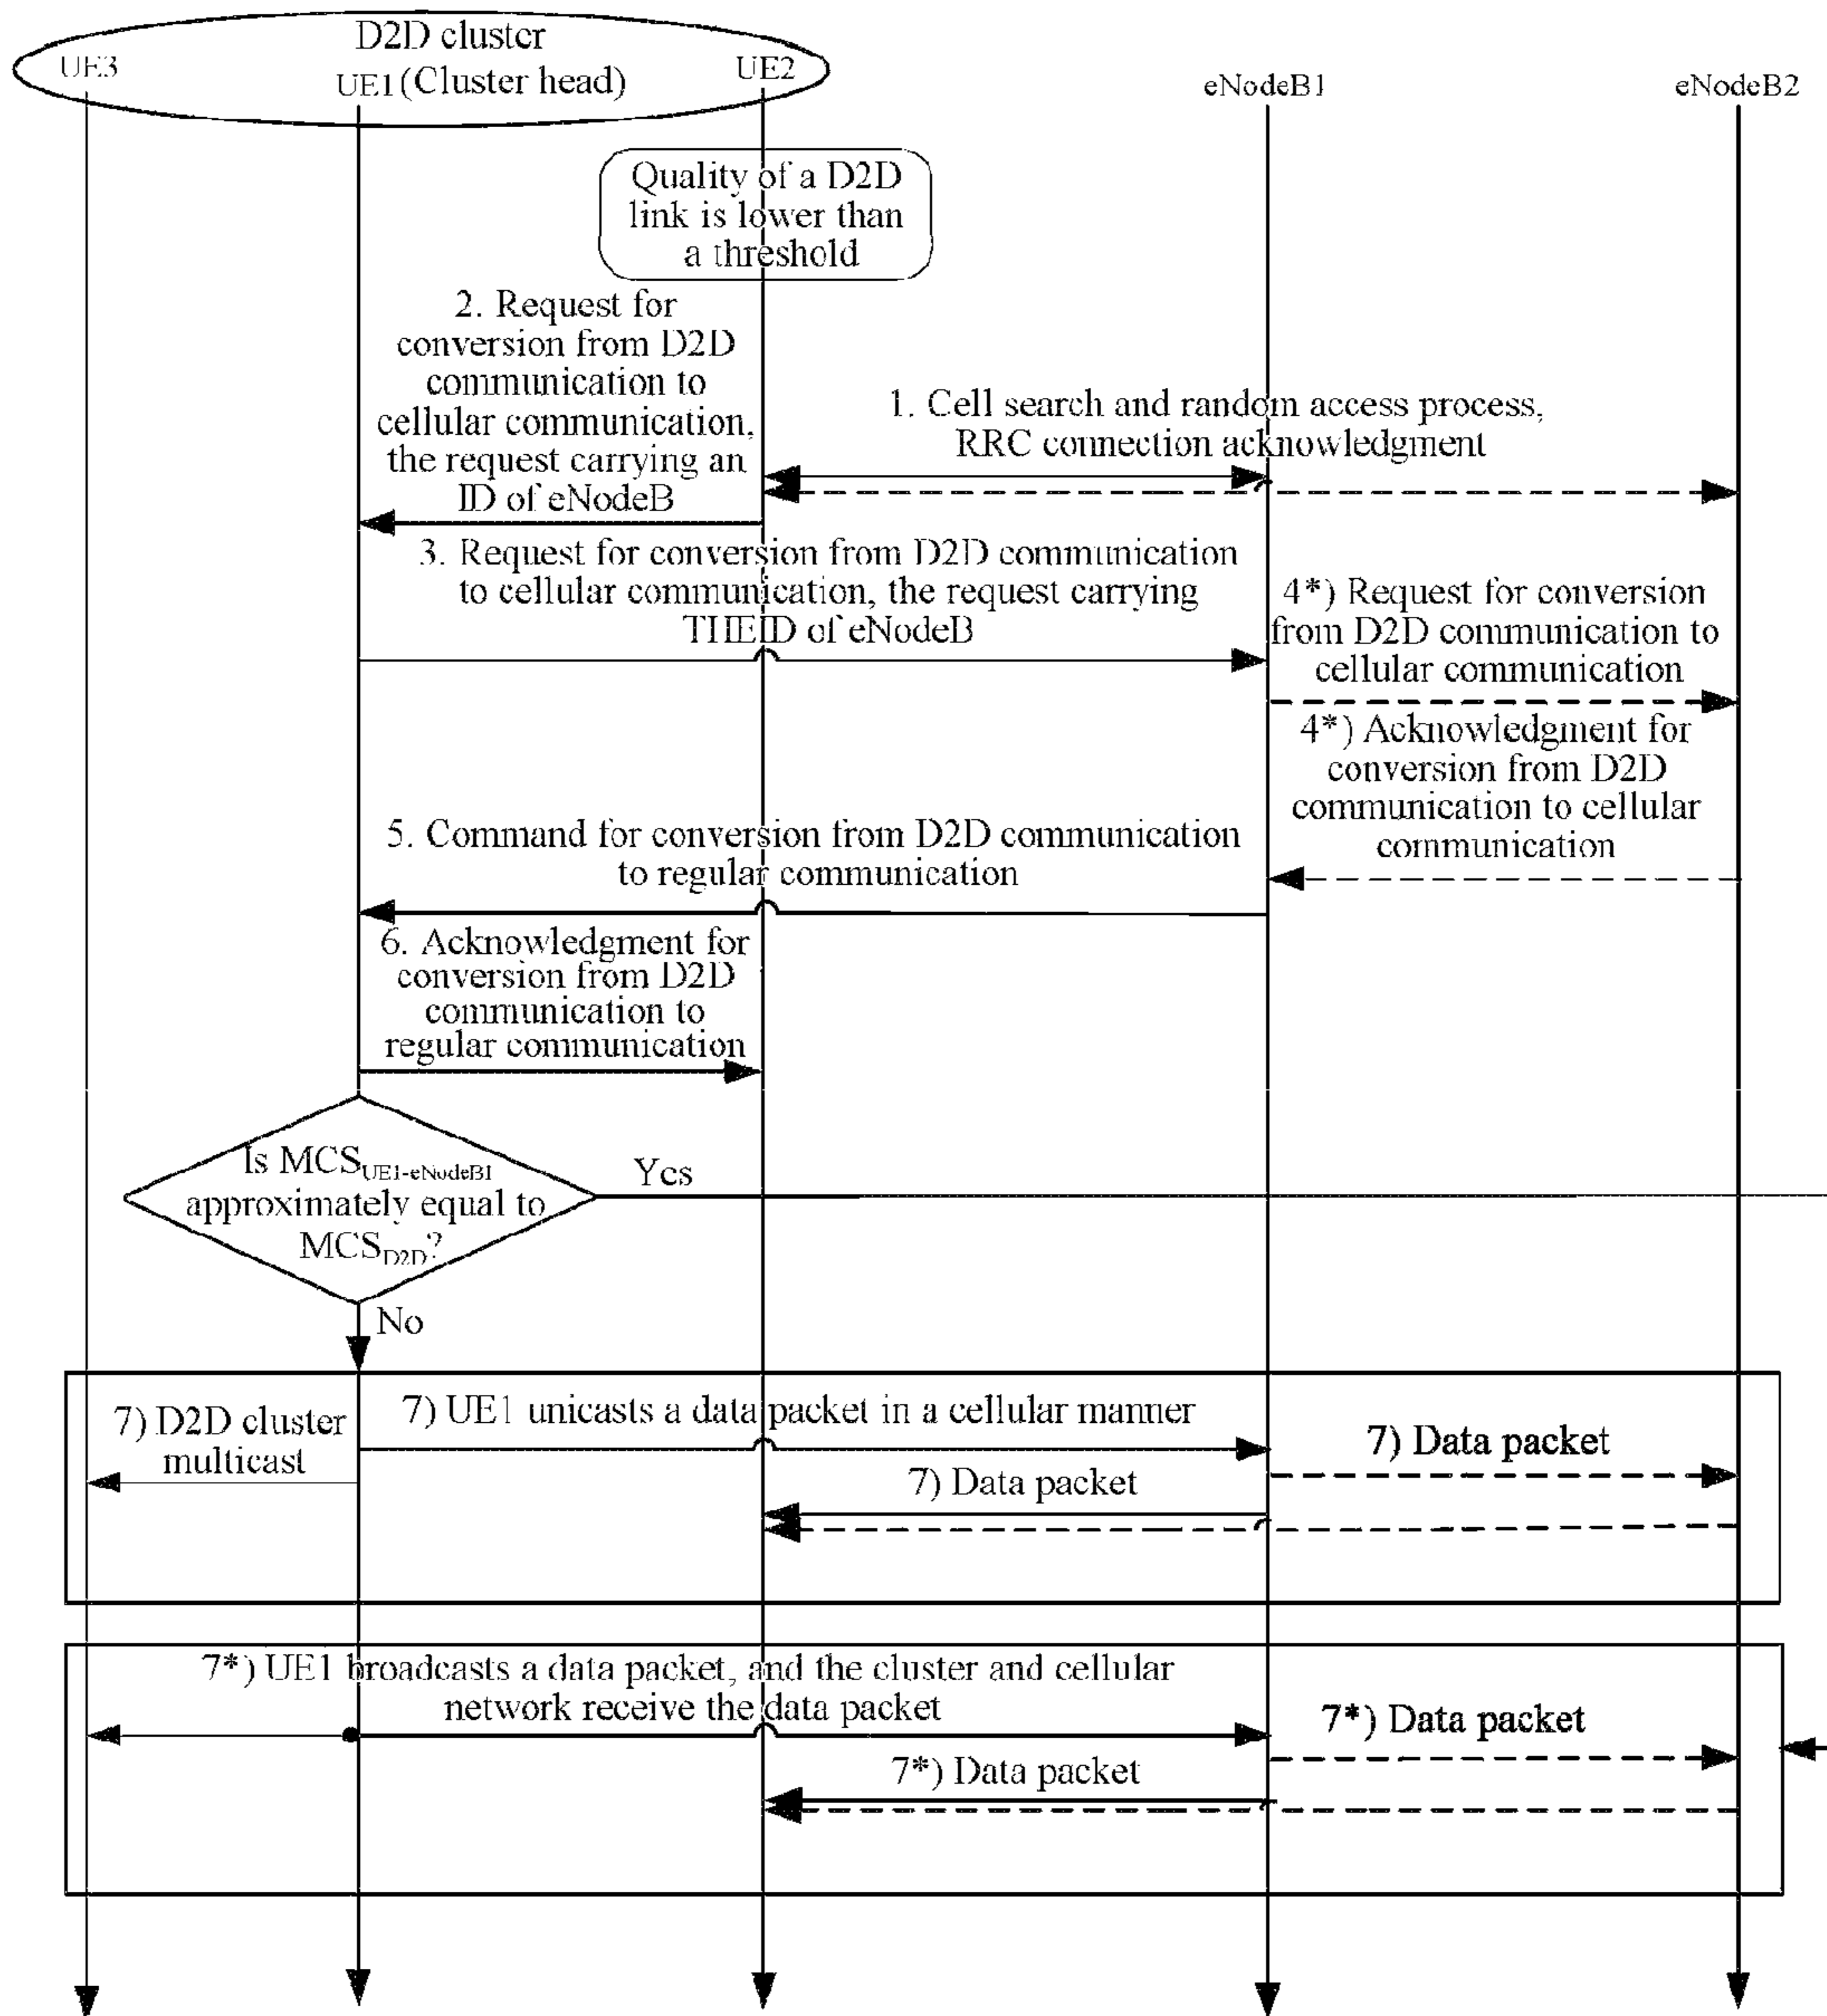 D2D cluster
UE3
UE1 (Cluster head)
UE2
eNodeB1
eNodeB2
Quality of a D2D
link is lower than
a threshold
2. Request for
conversion from D2D
communication to
cellular communication,
the request carrying an
ID of eNodeB
1. Cell search and random access process,
RRC connection acknowledgment
3. Request for conversion from D2D communication
to cellular communication, the request carrying
THEID of eNodeB
4*) Request for conversion
from D2D communication to
cellular communication
4*) Acknowledgment for
conversion from D2D
communication to cellular
communication
5. Command for conversion from D2D communication
to regular communication
6. Acknowledgment for
conversion from D2D
communication to
regular communication
Is MCS UE1-eNodeB1
approximately equal to
MCS D2D?
Yes
No
7) D2D cluster
multicast
7) UE1 unicasts a data packet in a cellular manner
7) Data packet
7) Data packet
7*) UE1 broadcasts a data packet, and the cluster and cellular
network receive the data packet
7*) Data packet
7*) Data packet